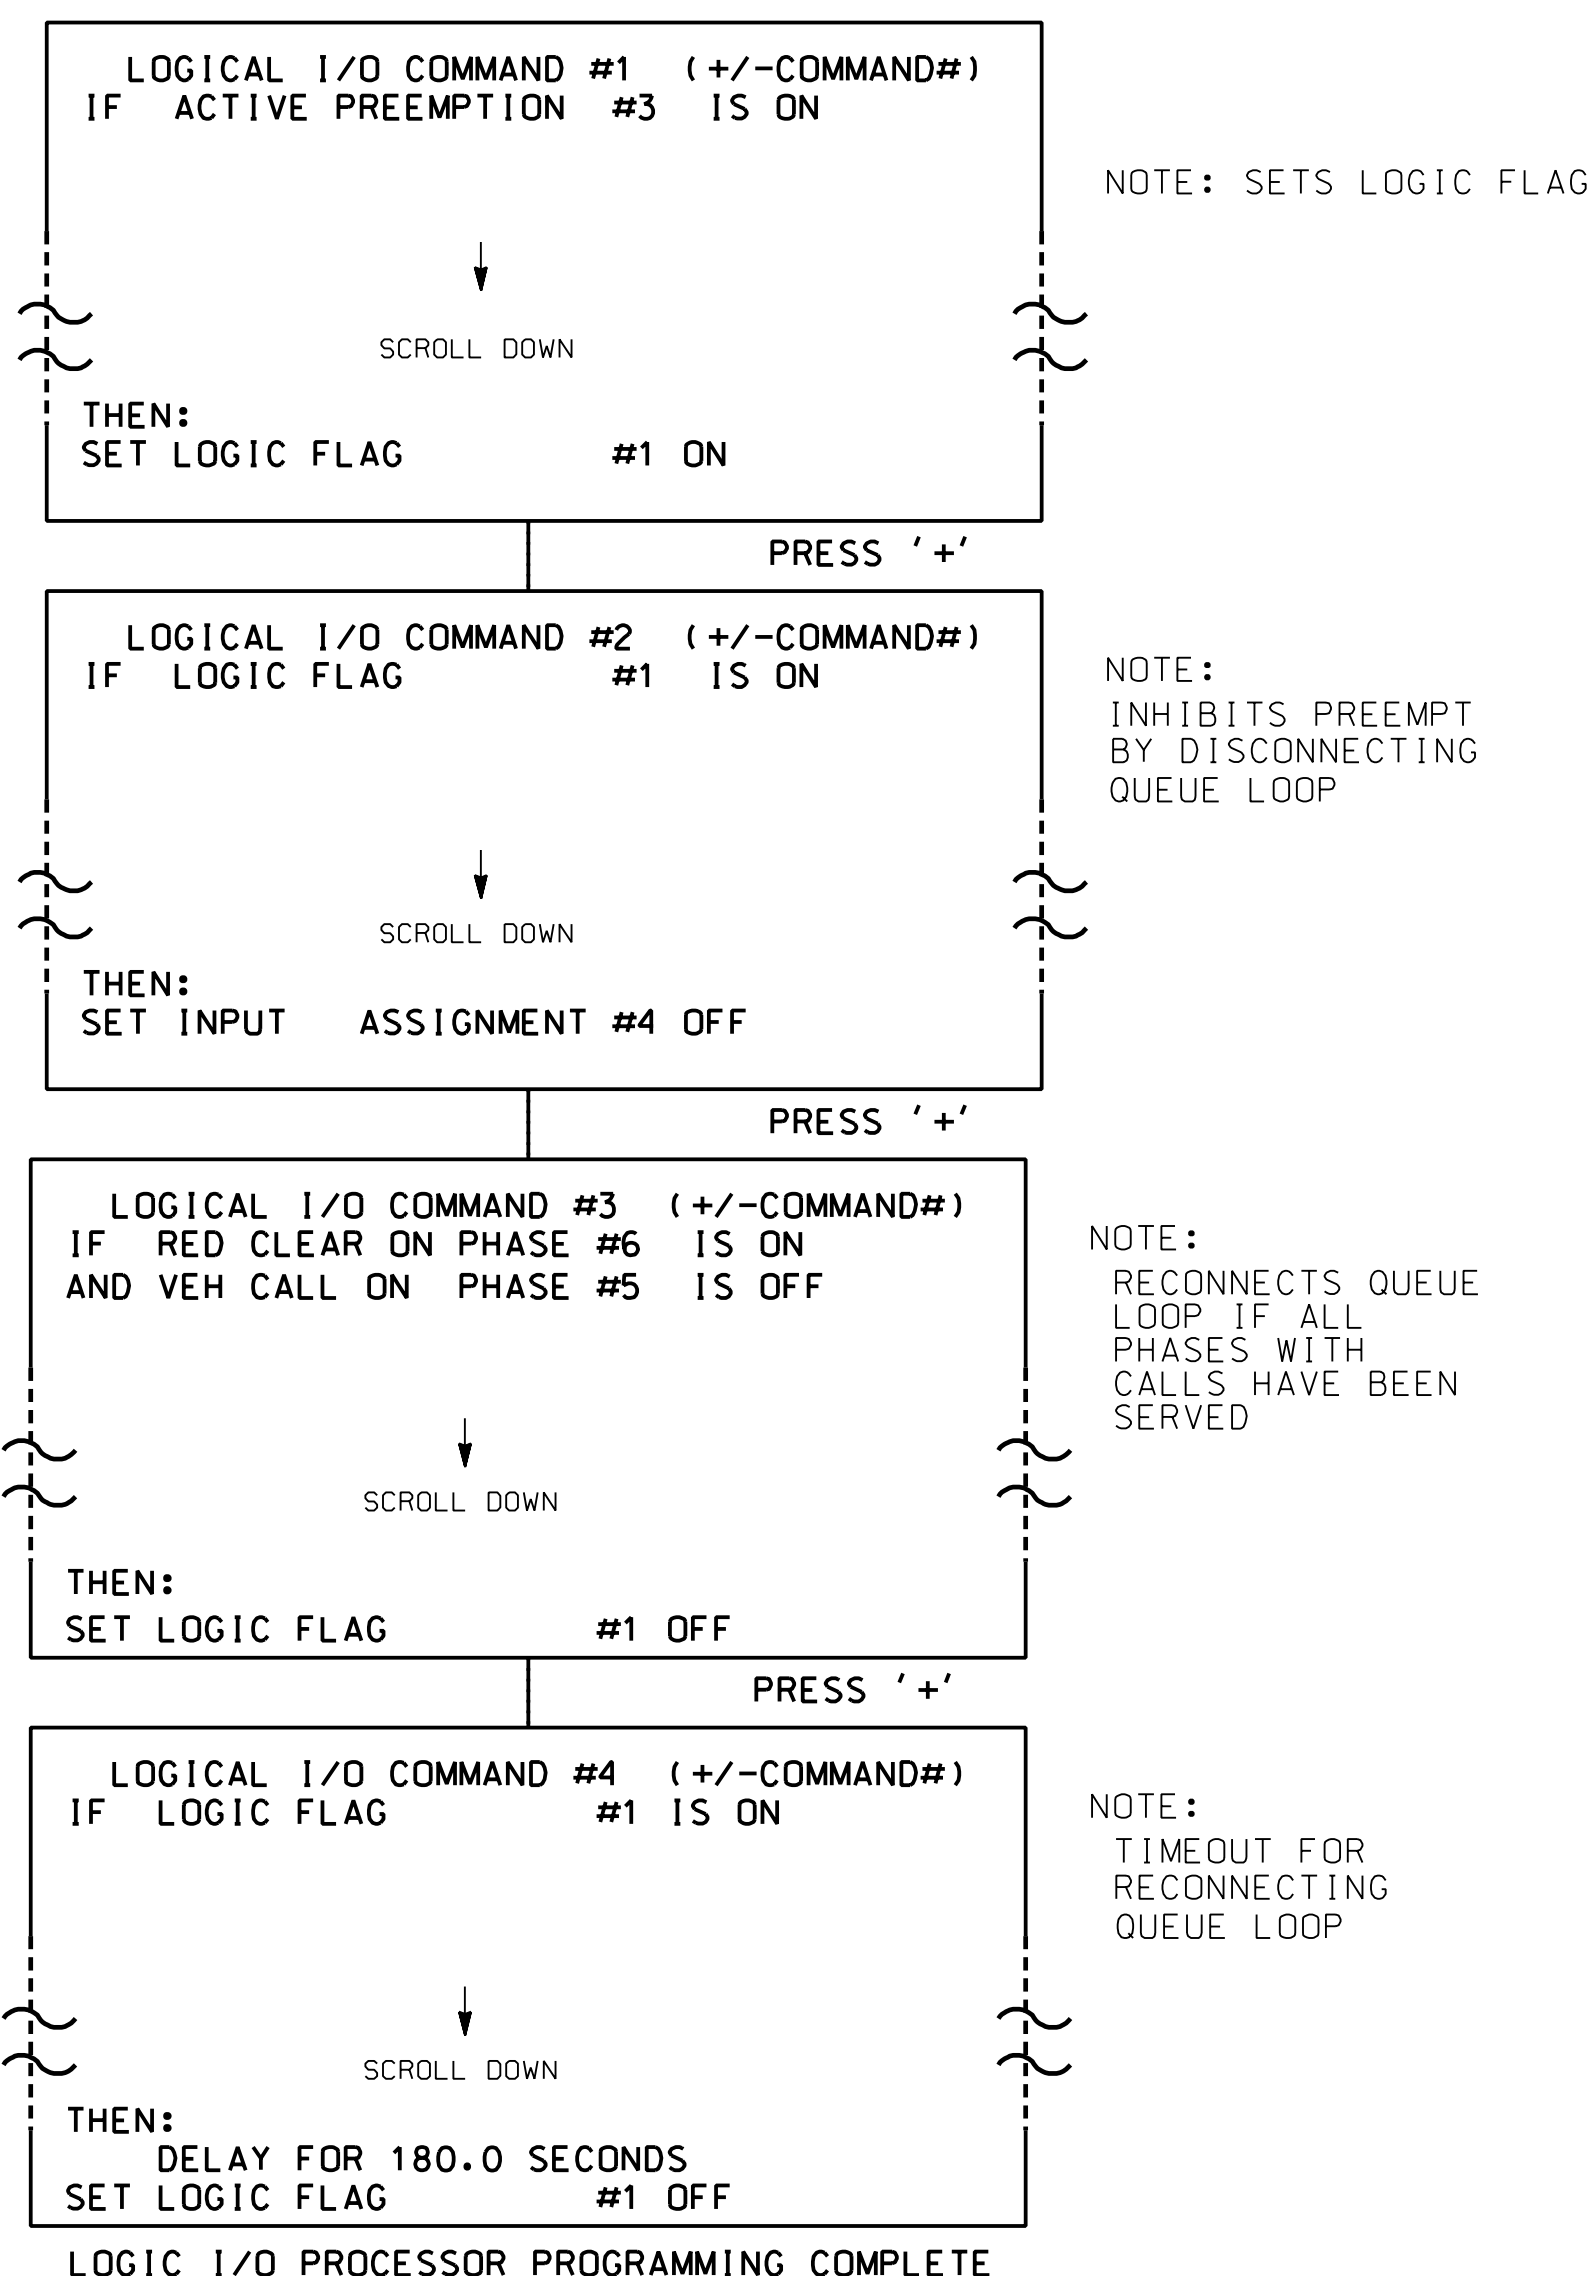 LOGICAL I/O COMMAND #1 (+/-COMMAND#)
IF ACTIVE PREEMPTION #3 IS ON
NOTE: SETS LOGIC FLAG
SCROLL DOWN
THEN:
SET LOGIC FLAG #1 ON
PRESS '+'
LOGICAL I/O COMMAND #2 (+/-COMMAND#)
IF LOGIC FLAG #1 IS ON
NOTE:
INHIBITS PREEMPT
BY DISCONNECTING
QUEUE LOOP
SCROLL DOWN
THEN:
SET INPUT ASSIGNMENT #4 OFF
PRESS '+'
LOGICAL I/O COMMAND #3 (+/-COMMAND#)
IF RED CLEAR ON PHASE #6 IS ON
AND VEH CALL ON PHASE #5 IS OFF
NOTE:
RECONNECTS QUEUE
LOOP IF ALL
PHASES WITH
CALLS HAVE BEEN
SERVED
SCROLL DOWN
THEN:
SET LOGIC FLAG #1 OFF
PRESS '+'
LOGICAL I/O COMMAND #4 (+/-COMMAND#)
IF LOGIC FLAG #1 IS ON
NOTE:
TIMEOUT FOR
RECONNECTING
QUEUE LOOP
SCROLL DOWN
THEN:
DELAY FOR 180.0 SECONDS
SET LOGIC FLAG #1 OFF
LOGIC I/O PROCESSOR PROGRAMMING COMPLETE